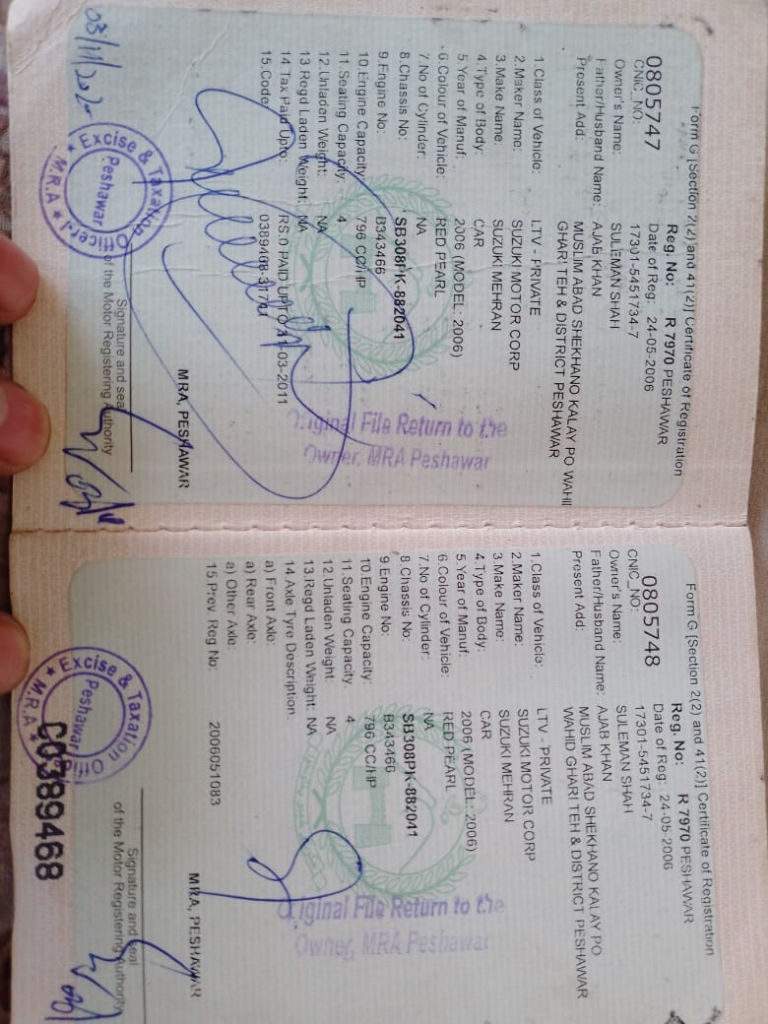 Form G [Section 2(2) and 41(2)] Certificate of Registration
Reg. No: R 7970 PESHAWAR
0805747 Date of Reg: 24-05-2006
CNIC_NO: 17301-5451734-7
Owner's Name: SULEMAN SHAH
Father/Husband Name: AJAB KHAN
Present Add: MUSLIM ABAD SHEKHANO KALAY PO WAHI
GHARI TEH & DISTRICT PESHAWAR
1.Class of Vehicle: LTV - PRIVATE
2.Maker Name: SUZUKI MOTOR CORP
3.Make Name: SUZUKI MEHRAN
4.Type of Body: CAR
5.Year of Manuf: 2006 (MODEL: 2006)
6.Colour of Vehicle: RED PEARL
7.No of Cylinder: NA
8.Chassis No: SB308PK-882041
9.Engine No: B343466
10.Engine Capacity: 796 CC/HP
11.Seating Capacity: 4
12.Unladen Weight: NA
13.Regd Laden Weight: NA
14.Tax Paid Upto: RS.0 PAID UPTO 31-03-2011
15.Code:
Original File Return to the
Owner, MRA Peshawar
MRA, PESHAWAR
Signature and seal
of the Motor Registering Authority
Excise & Taxation Officer
Peshawar
M.R.A
Form G [Section 2(2) and 41(2)] Certificate of Registration
Reg. No: R 7970 PESHAWAR
0805748 Date of Reg: 24-05-2006
CNIC_NO: 17301-5451734-7
Owner's Name: SULEMAN SHAH
Father/Husband Name: AJAB KHAN
Present Add: MUSLIM ABAD SHEKHANO KALAY PO
WAHID GHARI TEH & DISTRICT PESHAWAR
1.Class of Vehicle: LTV - PRIVATE
2.Maker Name: SUZUKI MOTOR CORP
3.Make Name: SUZUKI MEHRAN
4.Type of Body: CAR
5.Year of Manuf: 2006 (MODEL: 2006)
6.Colour of Vehicle: RED PEARL
7.No of Cylinder: NA
8.Chassis No: SB308PK-882041
9.Engine No: B343466
10.Engine Capacity: 796 CC/HP
11.Seating Capacity 4
12.Unladen Weight NA
13.Regd Laden Weight: NA
14.Axle Tyre Description:
a) Front Axle:
a) Rear Axle:
a) Other Axle:
15.Prev. Reg No: 2006051083
Original File Return to the
Owner, MRA Peshawar
MRA, PESHAWAR
Signature and seal
of the Motor Registering Authority
Excise & Taxation Offi
Peshawar
M.R.A
C0389468